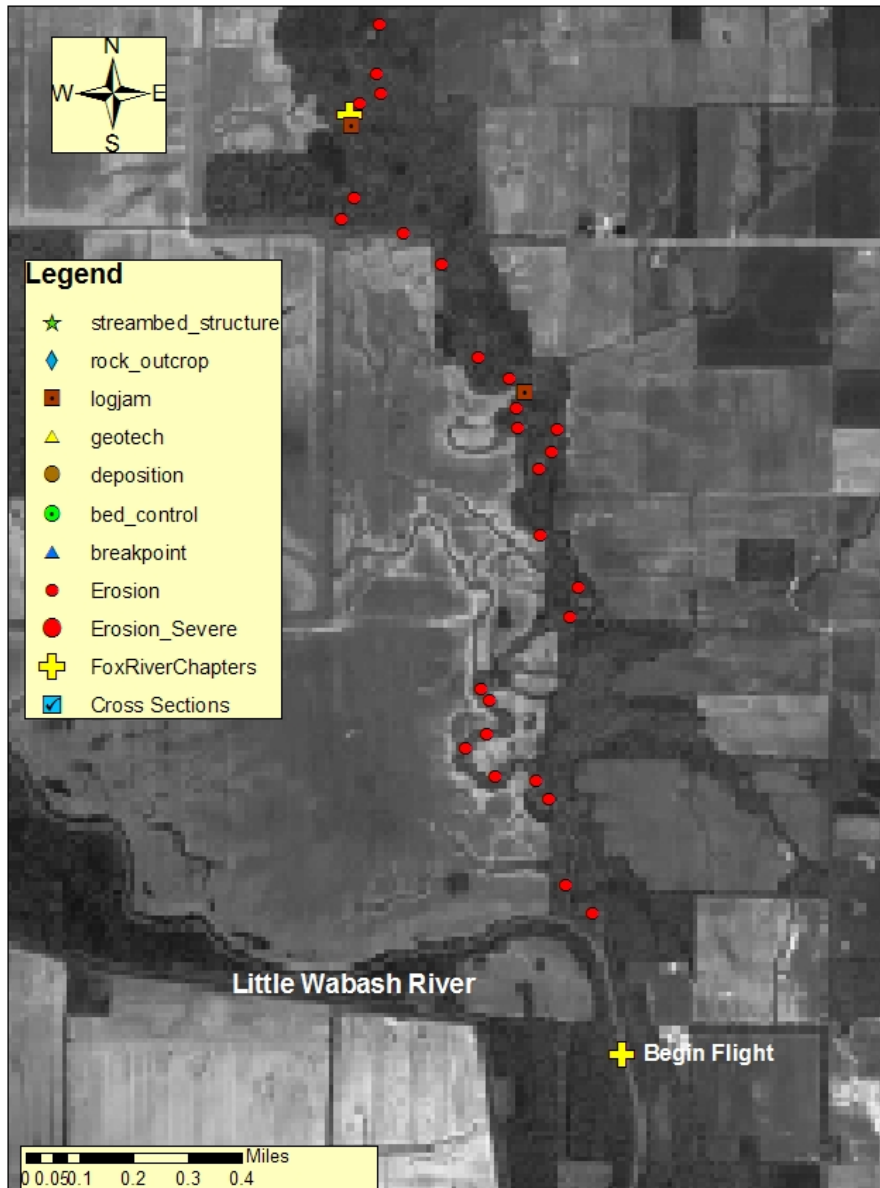 N
W E
S
Legend
streambed_structure
rock_outcrop
logjam
geotech
deposition
bed_control
breakpoint
Erosion
Erosion_Severe
FoxRiverChapters
Cross Sections
Little Wabash River
Begin Flight
Miles
0 0.050.1 0.2 0.3 0.4